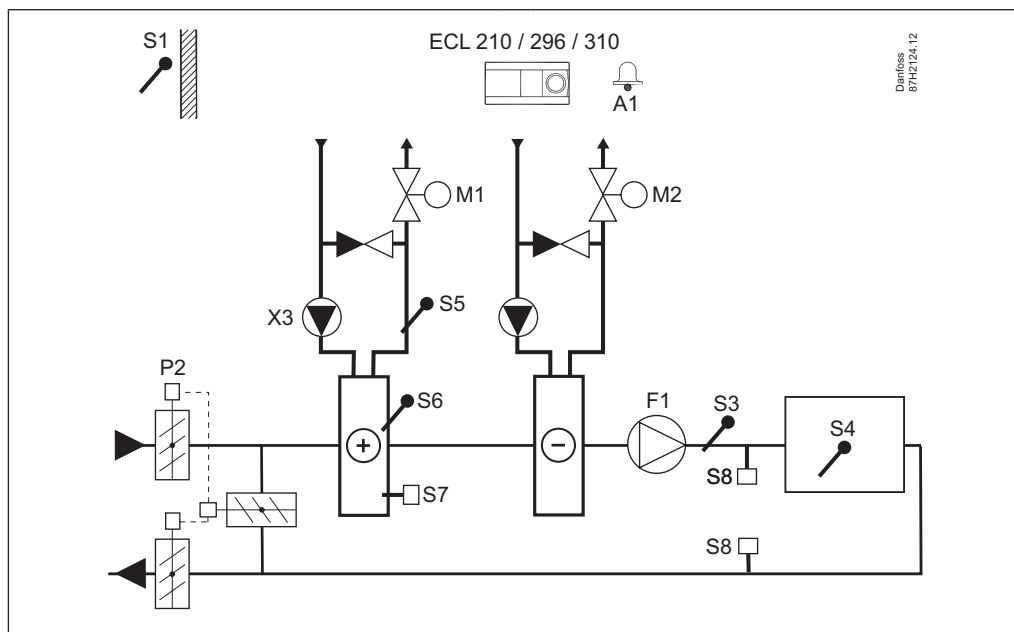 S1
ECL 210 / 296 / 310
A1
Danfoss
87H2124.12
M1
M2
X3
S5
P2
S6
F1
S3
S4
+
−
S7
S8
S8